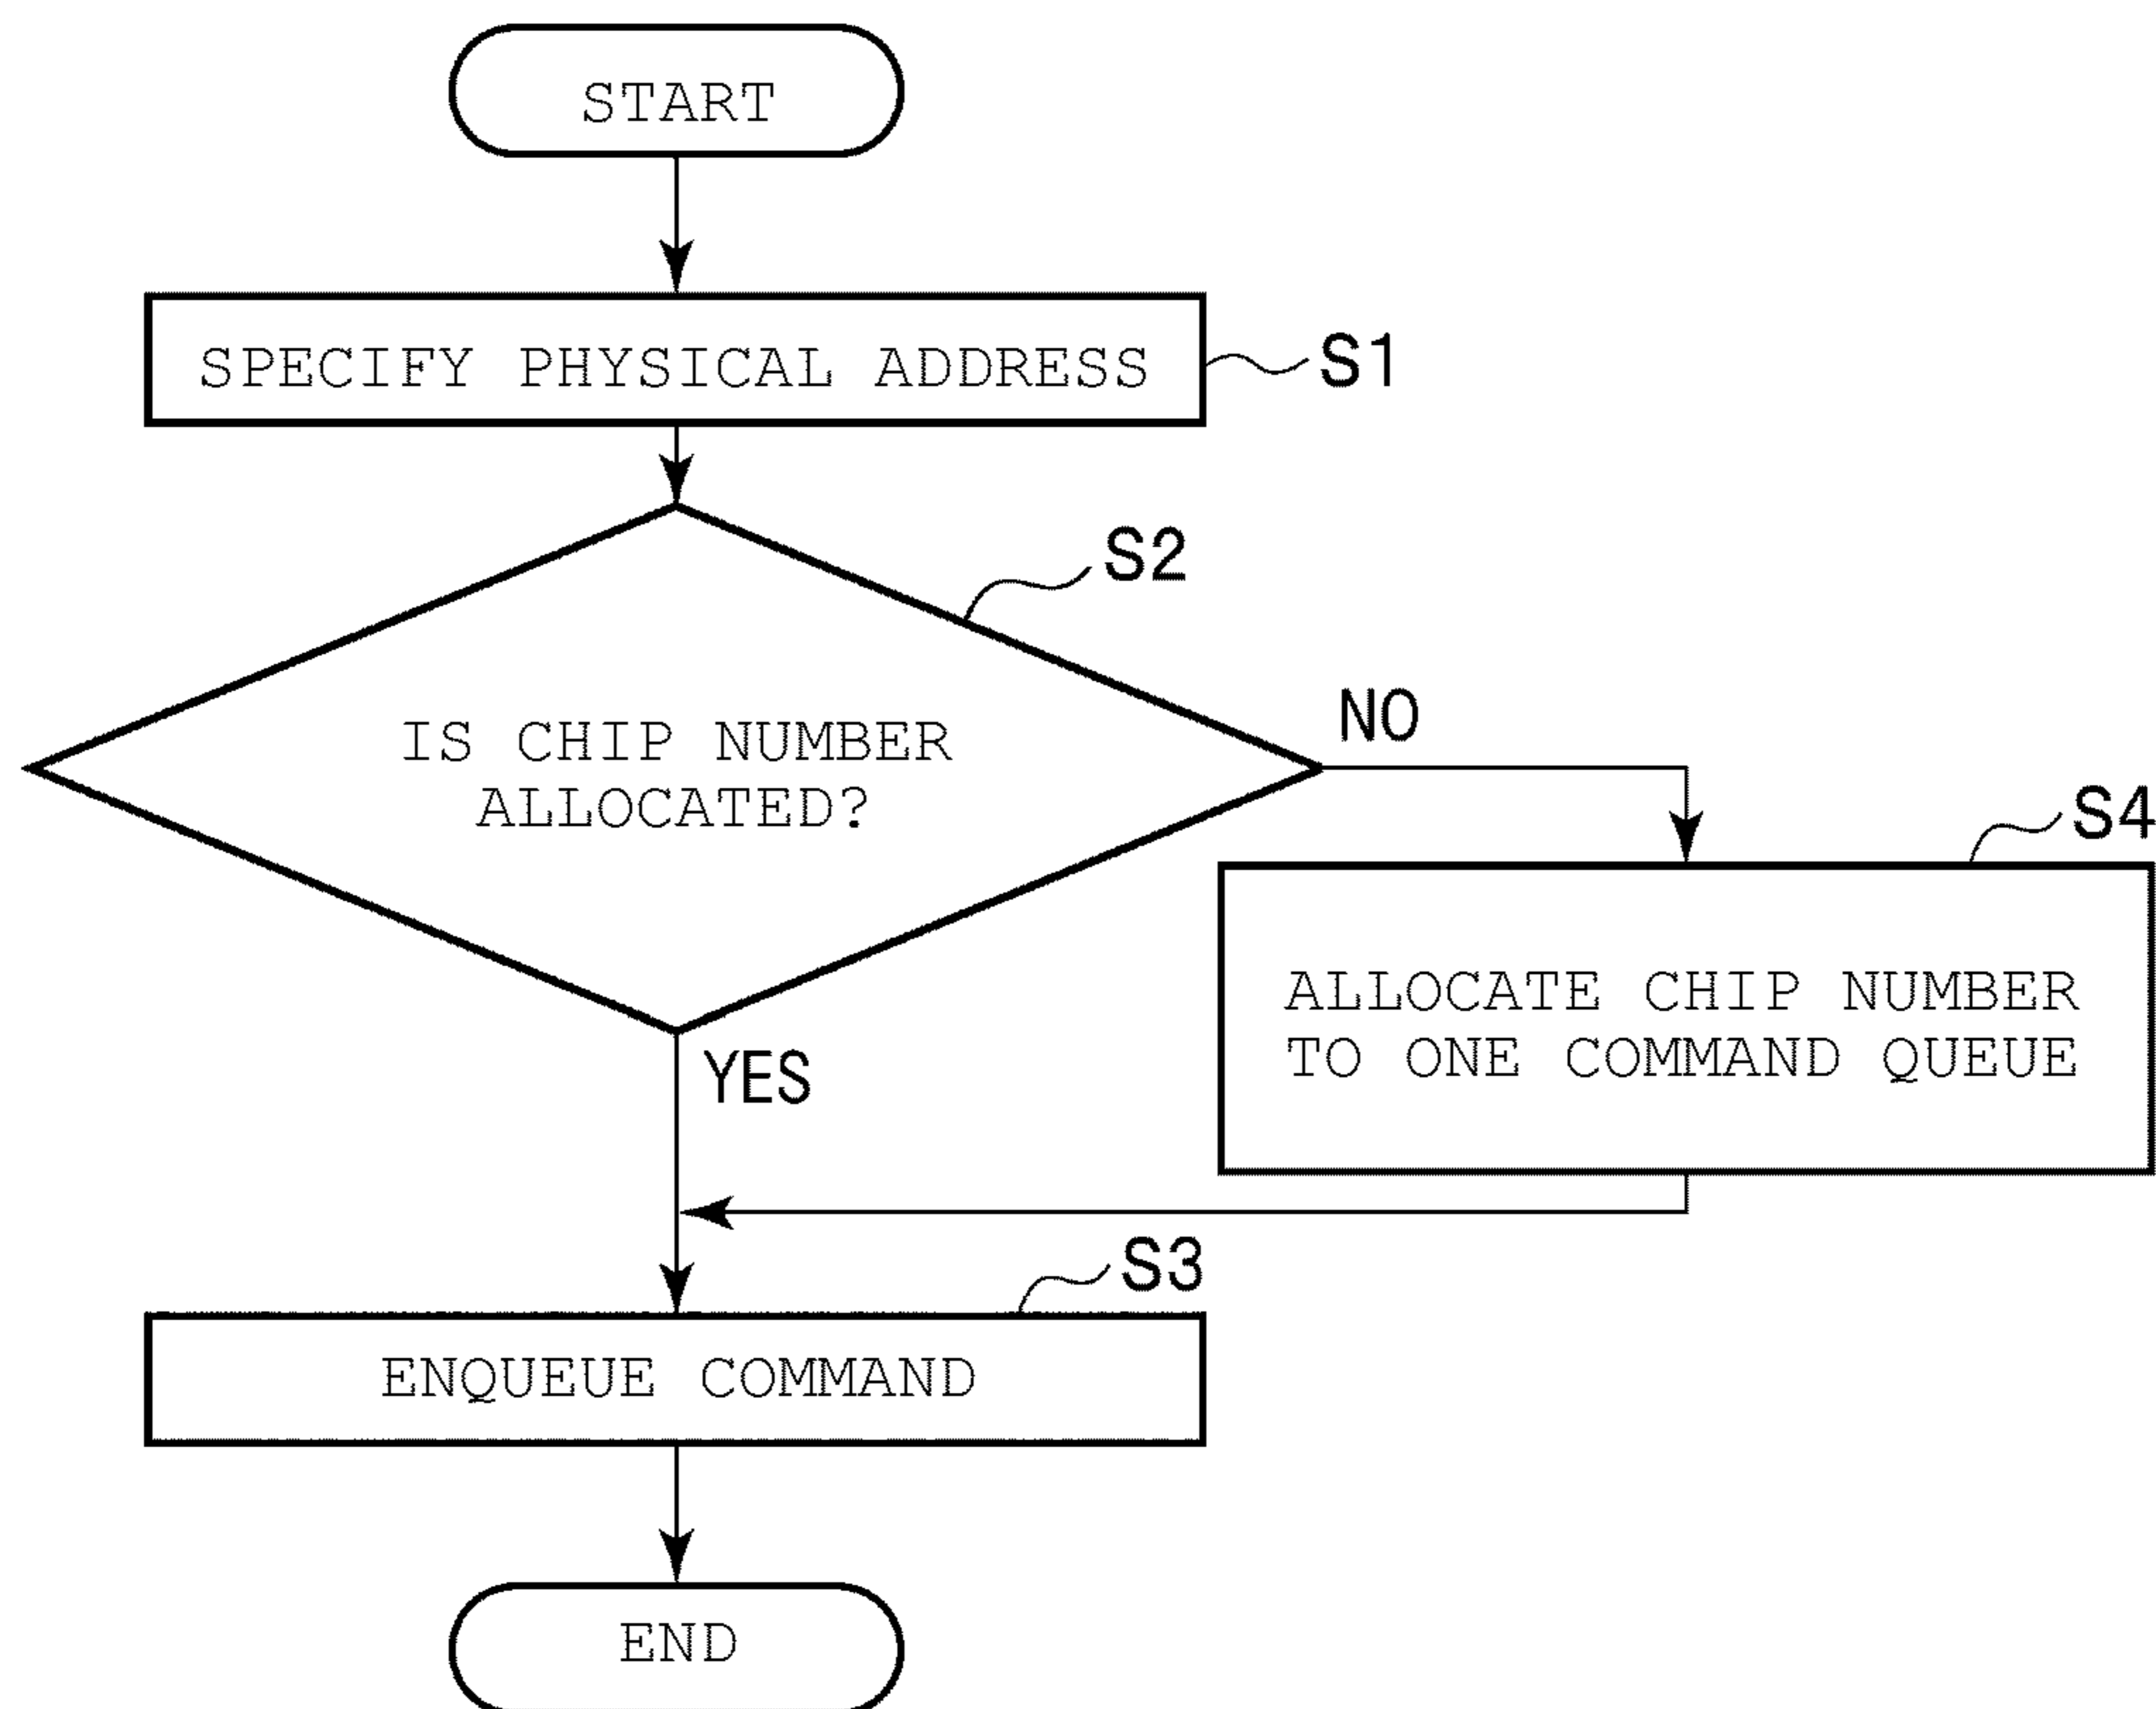 START
SPECIFY PHYSICAL ADDRESS
S1
S2
IS CHIP NUMBER
ALLOCATED?
NO
YES
S4
ALLOCATE CHIP NUMBER
TO ONE COMMAND QUEUE
S3
ENQUEUE COMMAND
END